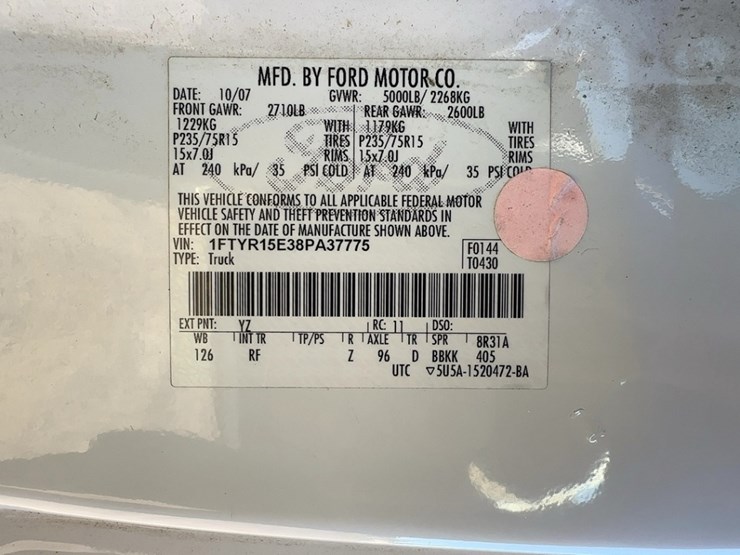 MFD. BY FORD MOTOR CO.
DATE: 10/07 GVWR: 5000LB/ 2268KG
FRONT GAWR: 2710LB REAR GAWR: 2600LB
1229KG WITH 1179KG WITH
P235/75R15 TIRES P235/75R15 TIRES
15x7.0J RIMS 15x7.0J RIMS
AT 240 kPa/ 35 PSI COLD AT 240 kPa/ 35 PSI COLD
THIS VEHICLE CONFORMS TO ALL APPLICABLE FEDERAL MOTOR
VEHICLE SAFETY AND THEFT PREVENTION STANDARDS IN
EFFECT ON THE DATE OF MANUFACTURE SHOWN ABOVE.
VIN: 1FTYR15E38PA37775 F0144
TYPE: Truck T0430
EXT PNT: YZ RC: 11 DSO:
WB INT TR TP/PS R AXLE TR SPR 8R31A
126 RF Z 96 D BBKK 405
UTC ▽5U5A-1520472-BA